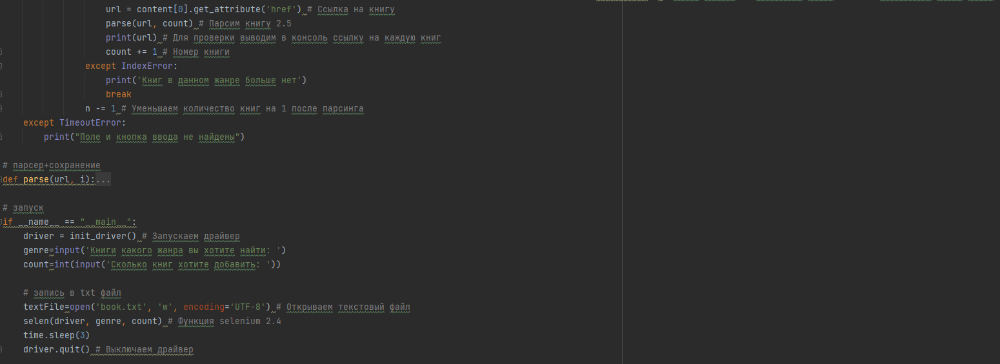 url = content[0].get_attribute('href') # Ссылка на книгу
parse(url, count) # Парсим книгу 2.5
print(url) # Для проверки выводим в консоль ссылку на каждую книг
count += 1 # Номер книги
except IndexError:
print('Книг в данном жанре больше нет')
break
n -= 1 # Уменьшаем количество книг на 1 после парсинга
except TimeoutError:
print("Поле и кнопка ввода не найдены")
# парсер+сохранение
def parse(url, i):...
# запуск
if __name__ == "__main__":
driver = init_driver() # Запускаем драйвер
genre=input('Книги какого жанра вы хотите найти: ')
count=int(input('Сколько книг хотите добавить: '))
# запись в txt файл
textFile=open('book.txt', 'w', encoding='UTF-8') # Открываем текстовый файл
selen(driver, genre, count) # Функция selenium 2.4
time.sleep(3)
driver.quit() # Выключаем драйвер